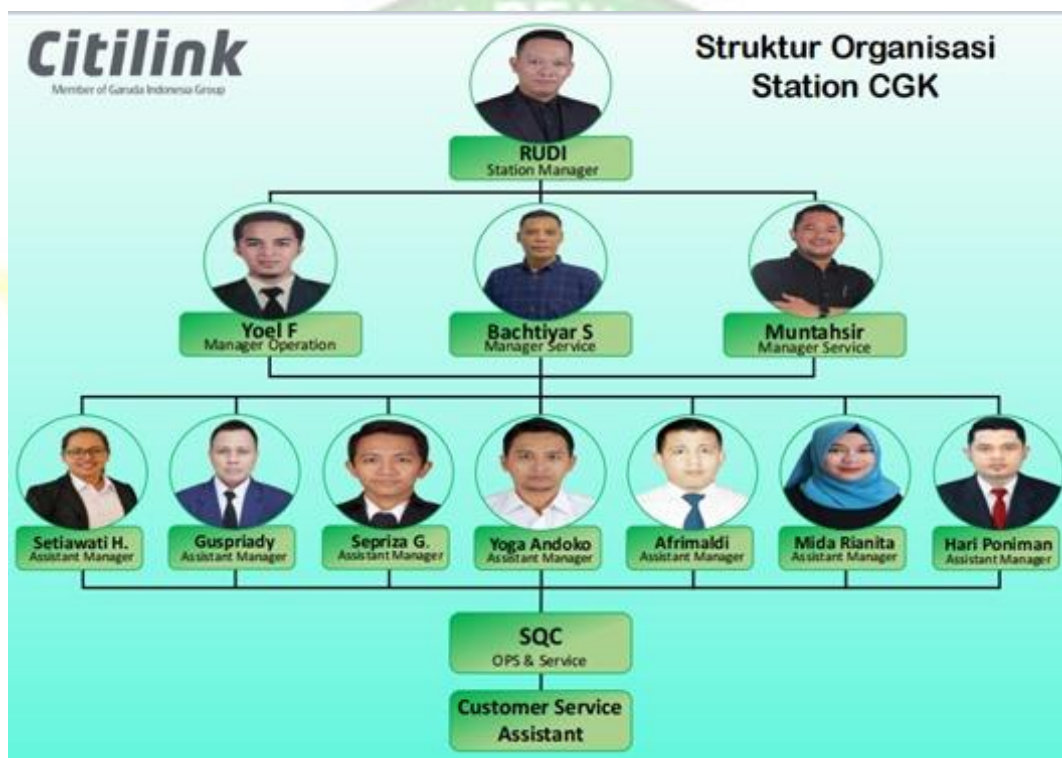 Citilink
Member of Garuda Indonesia Group
Struktur Organisasi
Station CGK
RUDI
Station Manager
Yoel F
Manager Operation
Bachtiyar S
Manager Service
Muntahsir
Manager Service
Setiawati H.
Assistant Manager
Guspriady
Assistant Manager
Sepriza G.
Assistant Manager
Yoga Andoko
Assistant Manager
Afrimaldi
Assistant Manager
Mida Rianita
Assistant Manager
Hari Poniman
Assistant Manager
SQC
OPS & Service
Customer Service
Assistant